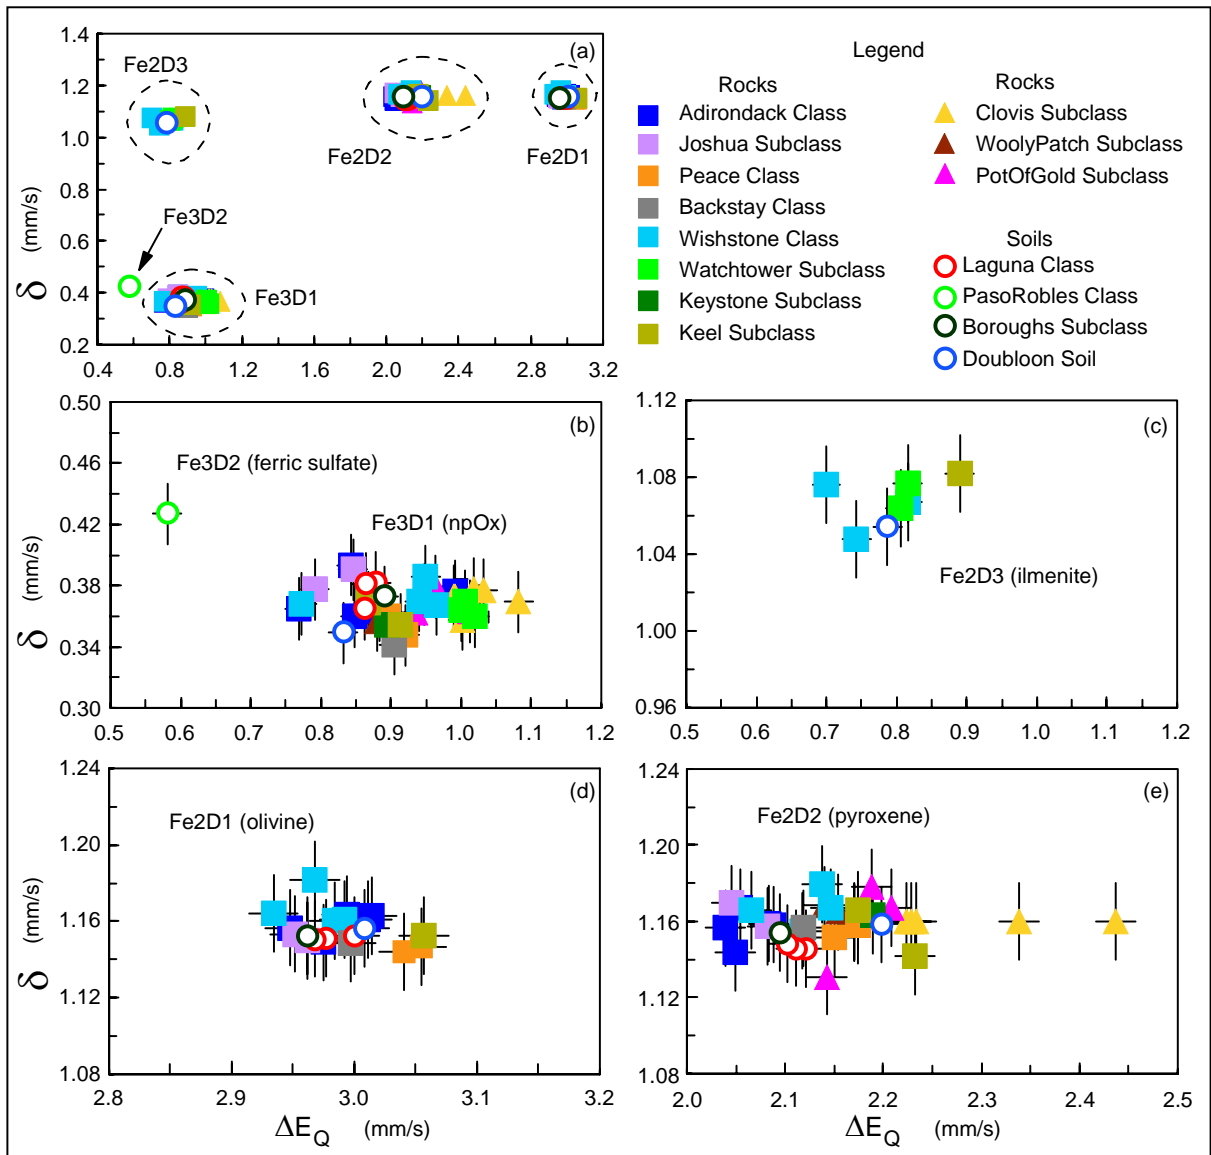 (a)
1.4
1.2
1.0
0.8
0.6
0.4
0.2
δ (mm/s)
Fe2D3
Fe2D2
Fe2D1
Fe3D2
Fe3D1
0.4 0.8 1.2 1.6 2.0 2.4 2.8 3.2
Legend
Rocks
Adirondack Class
Joshua Subclass
Peace Class
Backstay Class
Wishstone Class
Watchtower Subclass
Keystone Subclass
Keel Subclass
Rocks
Clovis Subclass
WoolyPatch Subclass
PotOfGold Subclass
Soils
Laguna Class
PasoRobles Class
Boroughs Subclass
Doubloon Soil
(b)
0.50
0.46
0.42
0.38
0.34
0.30
δ (mm/s)
Fe3D2 (ferric sulfate)
Fe3D1 (npOx)
0.5 0.6 0.7 0.8 0.9 1.0 1.1 1.2
(c)
1.12
1.08
1.04
1.00
0.96
Fe2D3 (ilmenite)
0.5 0.6 0.7 0.8 0.9 1.0 1.1 1.2
(d)
1.24
1.20
1.16
1.12
1.08
δ (mm/s)
Fe2D1 (olivine)
2.8 2.9 3.0 3.1 3.2
ΔE_Q (mm/s)
(e)
1.24
1.20
1.16
1.12
1.08
Fe2D2 (pyroxene)
2.0 2.1 2.2 2.3 2.4 2.5
ΔE_Q (mm/s)